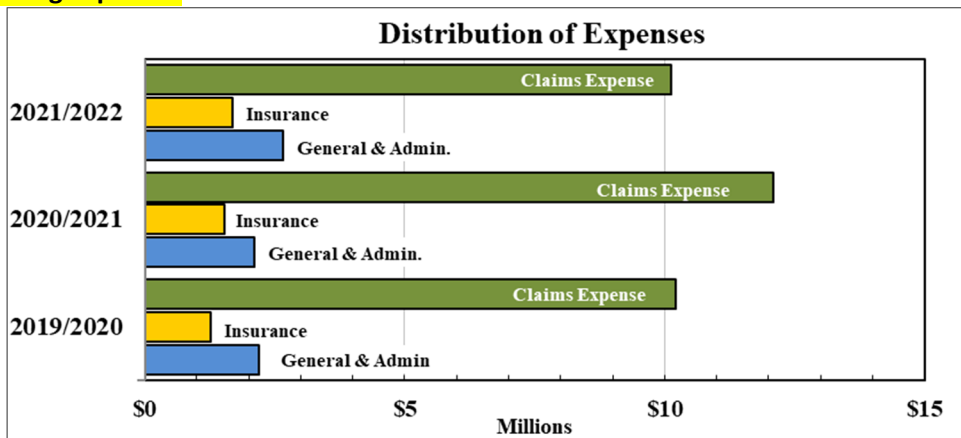 Distribution of Expenses
Claims Expense
2021/2022
Insurance
General & Admin.
Claims Expense
2020/2021
Insurance
General & Admin.
Claims Expense
2019/2020
Insurance
General & Admin
$0 $5 $10 $15
Millions